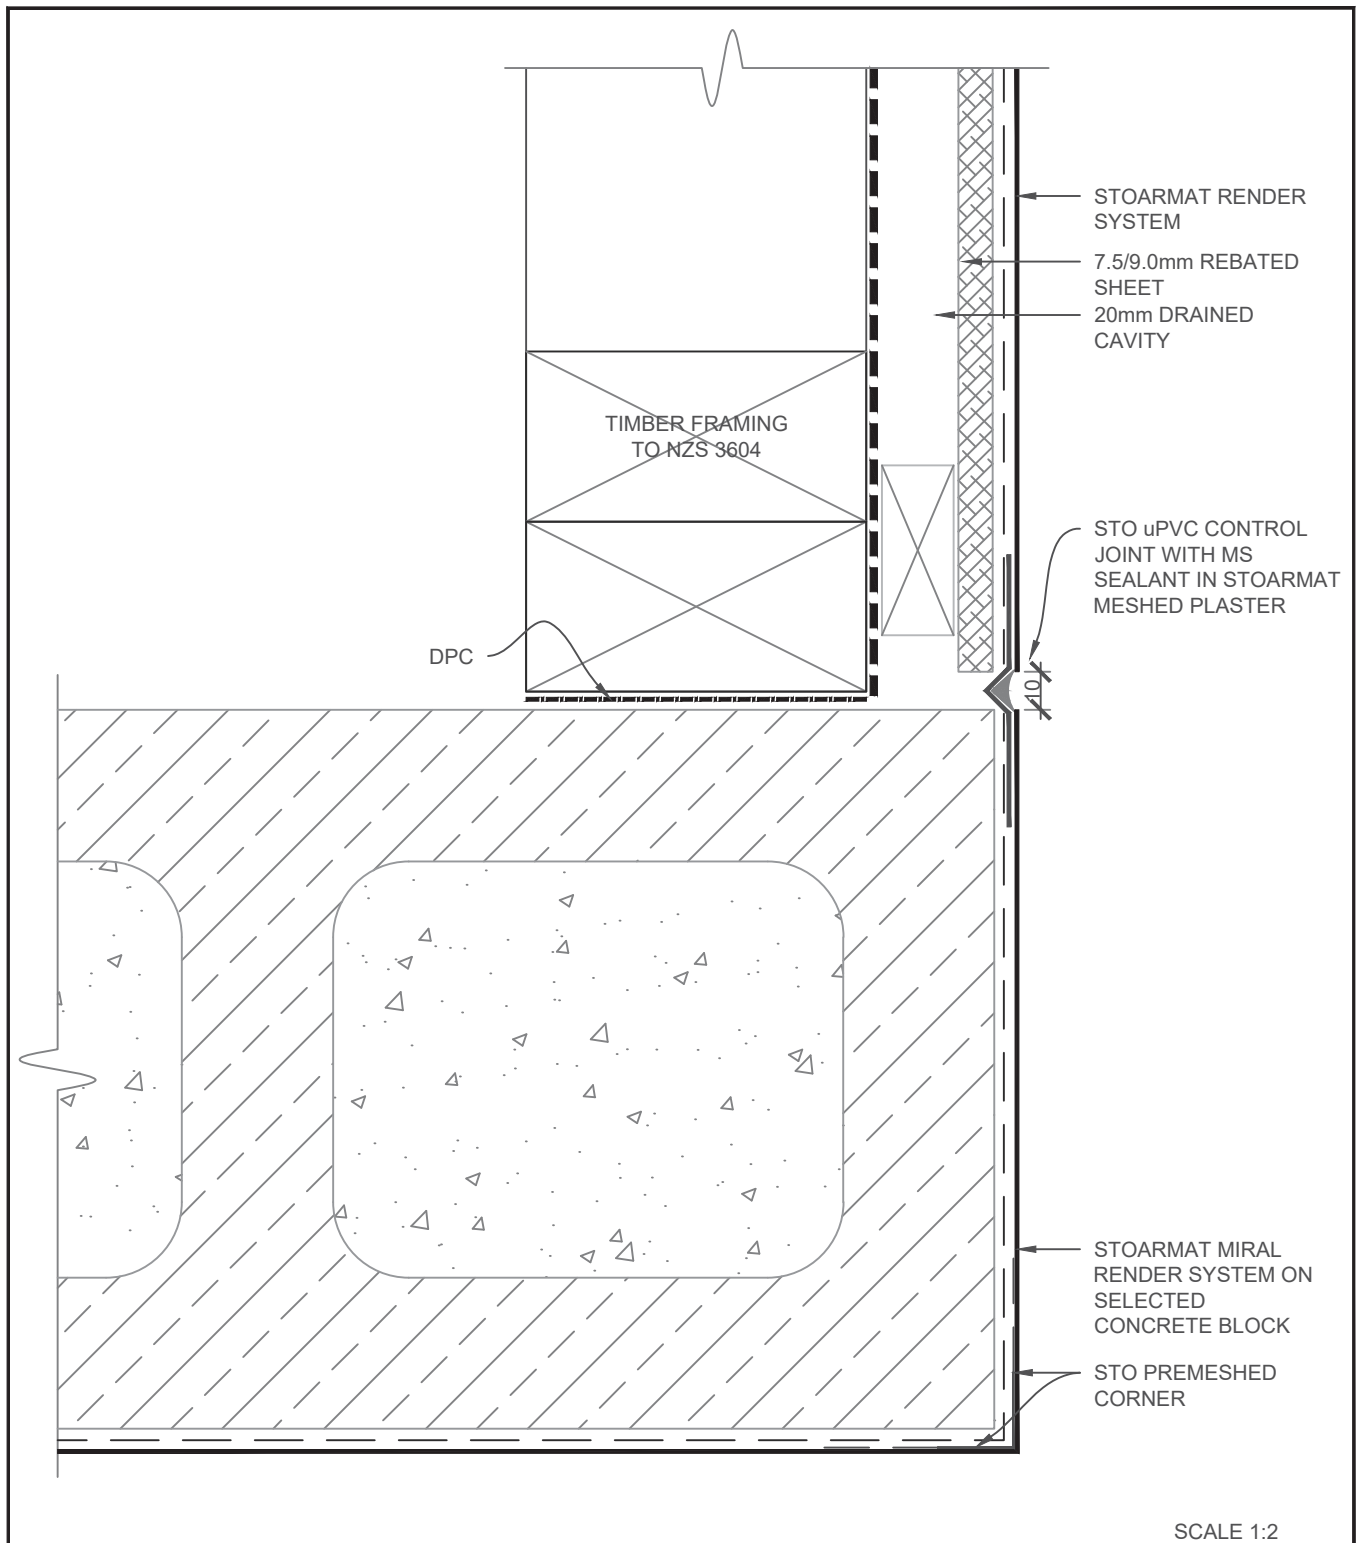 STOARMAT RENDER
SYSTEM
7.5/9.0mm REBATED
SHEET
20mm DRAINED
CAVITY
TIMBER FRAMING
TO NZS 3604
STO uPVC CONTROL
JOINT WITH MS
SEALANT IN STOARMAT
MESHED PLASTER
DPC
10
STOARMAT MIRAL
RENDER SYSTEM ON
SELECTED
CONCRETE BLOCK
STO PREMESHED
CORNER
SCALE 1:2